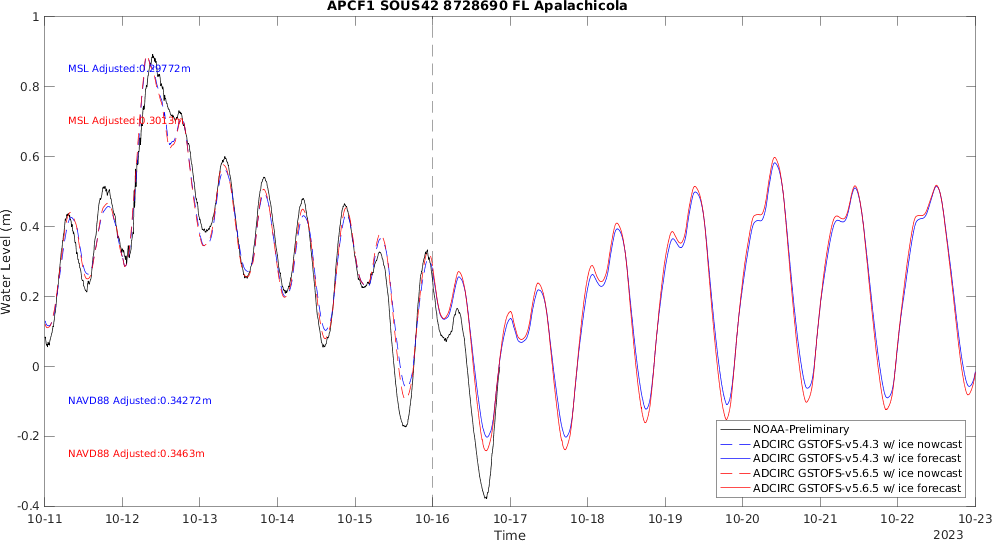 APCF1 SOUS42 8728690 FL Apalachicola
1
0.8
0.6
0.4
0.2
0
-0.2
-0.4
Water Level (m)
MSL Adjusted:0.29772m
MSL Adjusted:0.3013m
NAVD88 Adjusted:0.34272m
NAVD88 Adjusted:0.3463m
NOAA-Preliminary
ADCIRC GSTOFS-v5.4.3 w/ ice nowcast
ADCIRC GSTOFS-v5.4.3 w/ ice forecast
ADCIRC GSTOFS-v5.6.5 w/ ice nowcast
ADCIRC GSTOFS-v5.6.5 w/ ice forecast
10-11 10-12 10-13 10-14 10-15 10-16 10-17 10-18 10-19 10-20 10-21 10-22 10-23
Time
2023